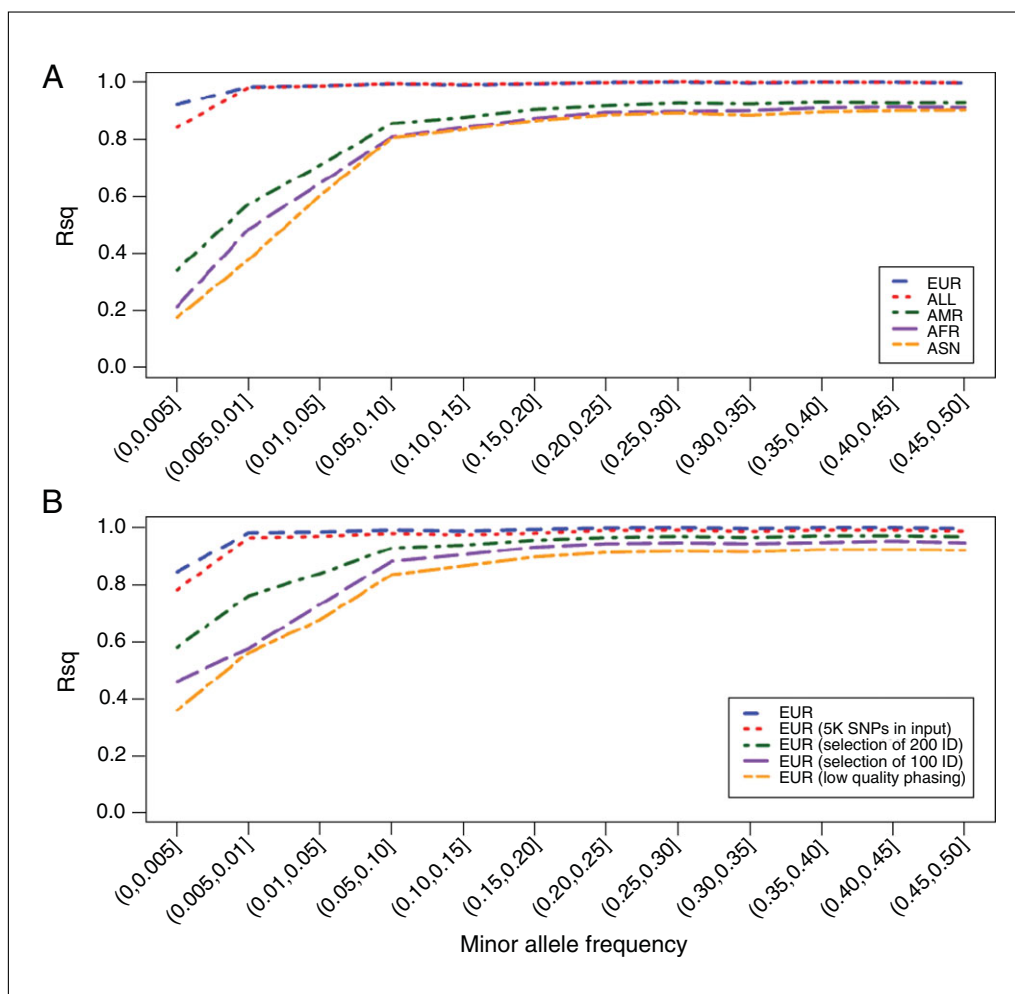 A
1.0
0.8
0.6
0.4
0.2
0.0
Rsq
EUR
ALL
AMR
AFR
ASN
(0,0.005]
(0.005,0.01]
(0.01,0.05]
(0.05,0.10]
(0.10,0.15]
(0.15,0.20]
(0.20,0.25]
(0.25,0.30]
(0.30,0.35]
(0.35,0.40]
(0.40,0.45]
(0.45,0.50]
B
1.0
0.8
0.6
0.4
0.2
0.0
Rsq
EUR
EUR (5K SNPs in input)
EUR (selection of 200 ID)
EUR (selection of 100 ID)
EUR (low quality phasing)
(0,0.005]
(0.005,0.01]
(0.01,0.05]
(0.05,0.10]
(0.10,0.15]
(0.15,0.20]
(0.20,0.25]
(0.25,0.30]
(0.30,0.35]
(0.35,0.40]
(0.40,0.45]
(0.45,0.50]
Minor allele frequency